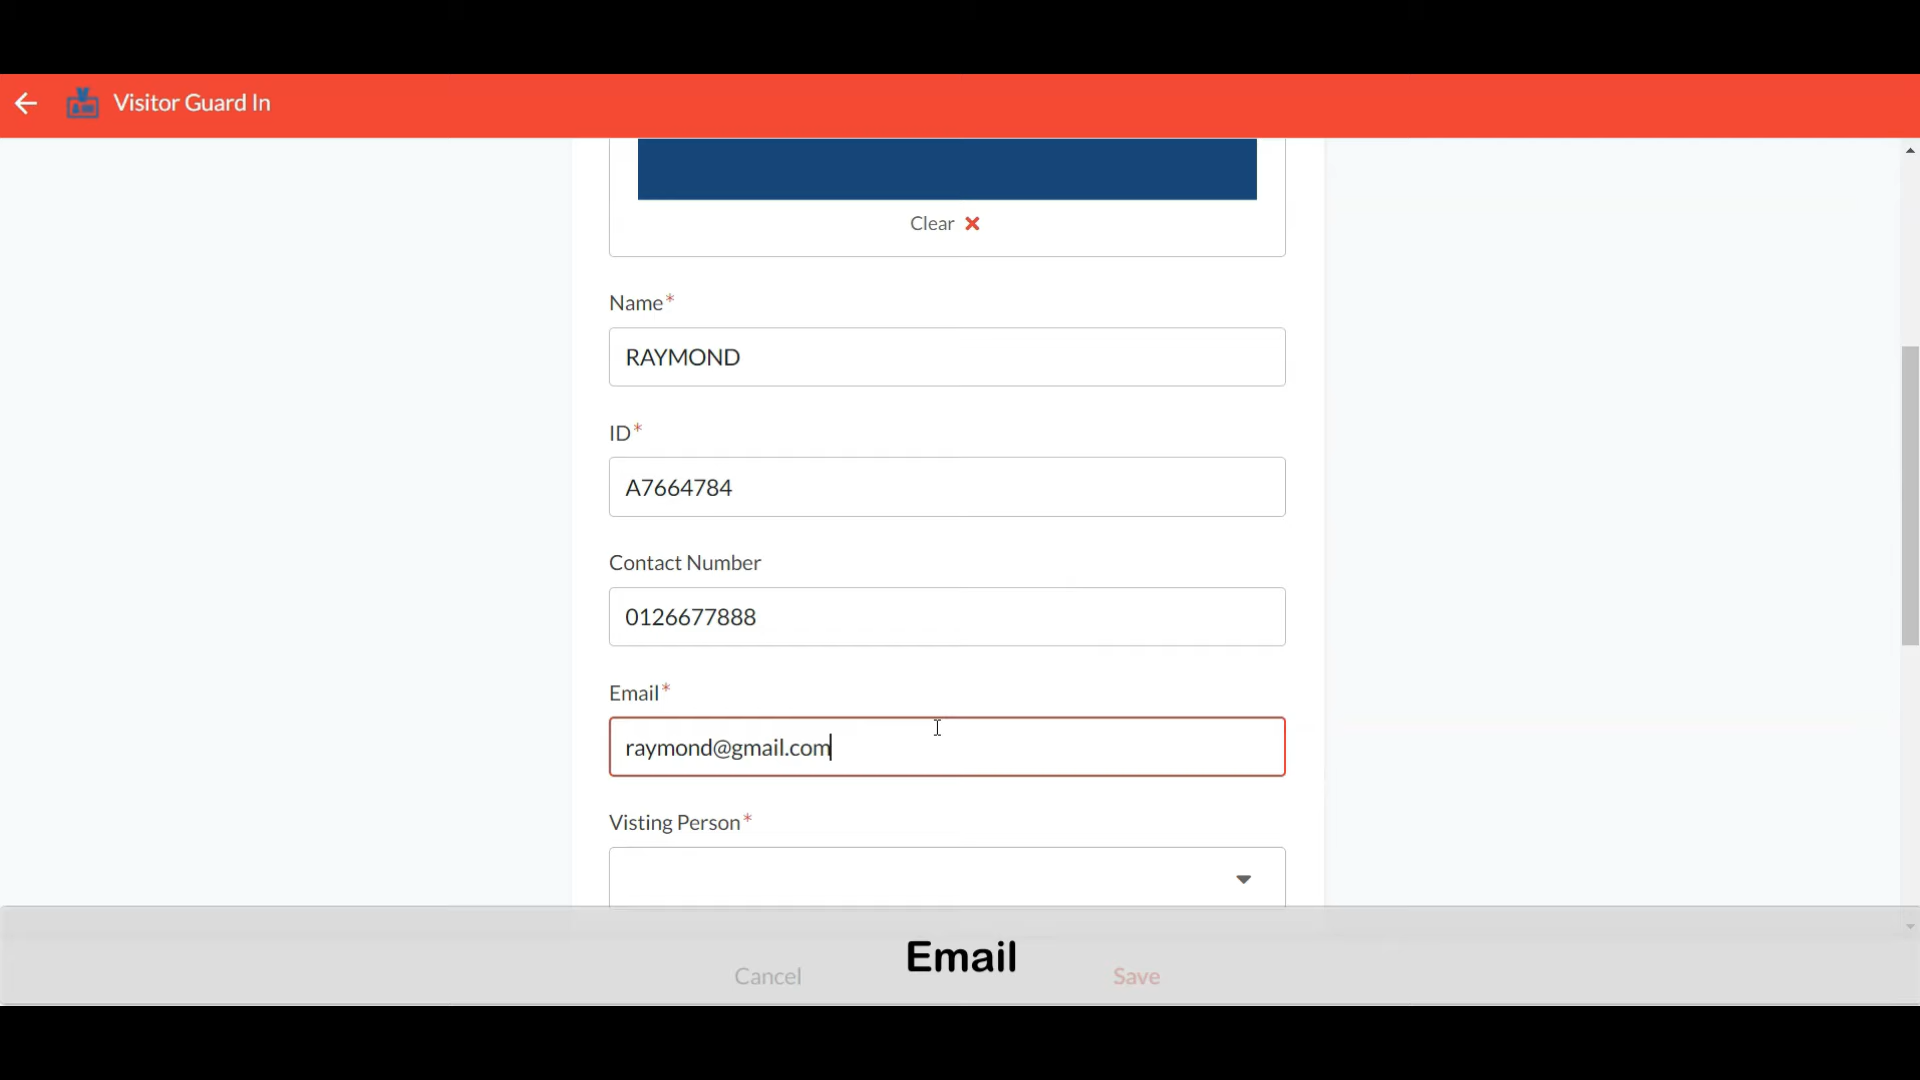 Visitor Guard In
Clear
Name*
RAYMOND
ID*
A7664784
Contact Number
0126677888
Email*
raymond@gmail.com
Visting Person*
Email
Cancel
Save